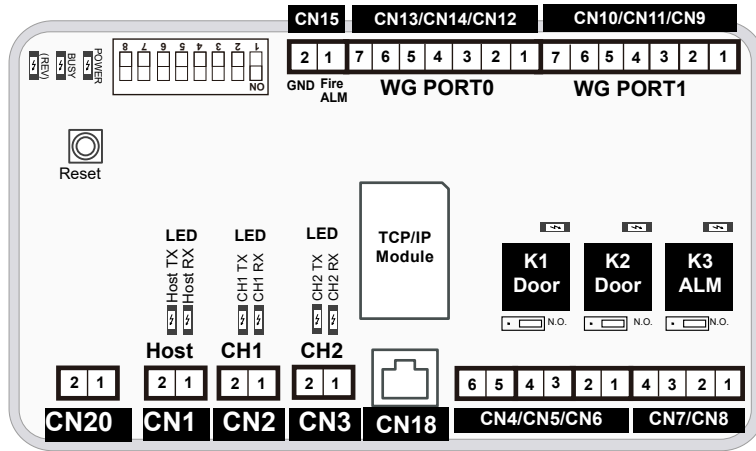 CN15 CN13/CN14/CN12 CN10/CN11/CN9
(REV) BUSY POWER
8 7 6 5 4 3 2 1
ON
2 1 7 6 5 4 3 2 1 7 6 5 4 3 2 1
GND Fire ALM WG PORT0 WG PORT1
Reset
LED LED LED
Host TX
Host RX
CH1 TX
CH1 RX
CH2 TX
CH2 RX
TCP/IP
Module
K1
Door
K2
Door
K3
ALM
N.O. N.O. N.O.
Host CH1 CH2
2 1 2 1 2 1 2 1 6 5 4 3 2 1 4 3 2 1
CN20 CN1 CN2 CN3 CN18 CN4/CN5/CN6 CN7/CN8